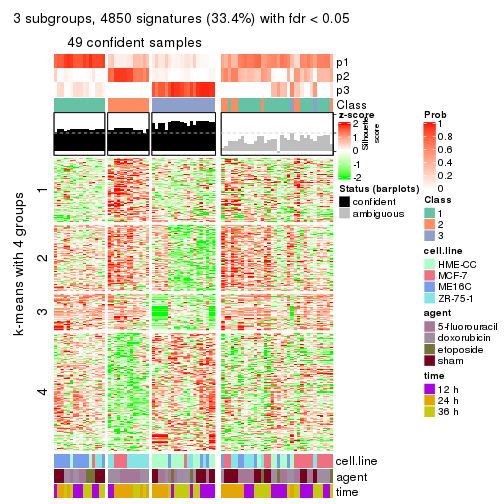 3 subgroups, 4850 signatures (33.4%) with fdr < 0.05
49 confident samples
p1
p2
p3
Class
z-score
2
1
0
-1
-2
Silhouette
score
Prob
1
0.8
0.6
0.4
0.2
0
Status (barplots)
confident
ambiguous
Class
1
2
3
cell.line
HME-CC
MCF-7
ME16C
ZR-75-1
agent
5-fluorouracil
doxorubicin
etoposide
sham
time
12 h
24 h
36 h
k-means with 4 groups
1
2
3
4
cell.line
agent
time